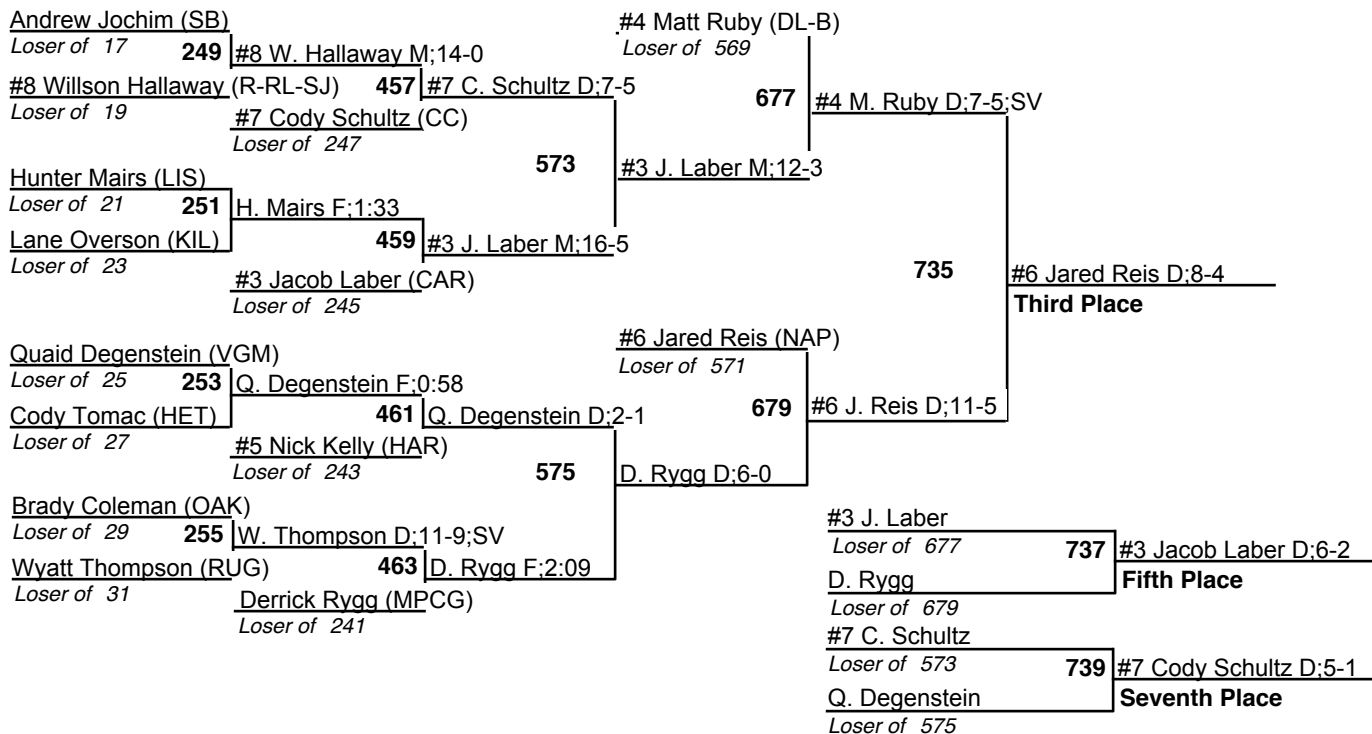 Andrew Jochim (SB)
Loser of 17
249
#8 W. Hallaway M;14-0
#8 Willson Hallaway (R-RL-SJ)
Loser of 19
457
#7 C. Schultz D;7-5
#7 Cody Schultz (CC)
Loser of 247
573
#3 J. Laber M;12-3
Hunter Mairs (LIS)
Loser of 21
251
H. Mairs F;1:33
Lane Overson (KIL)
Loser of 23
459
#3 J. Laber M;16-5
#3 Jacob Laber (CAR)
Loser of 245
#4 Matt Ruby (DL-B)
Loser of 569
677
#4 M. Ruby D;7-5;SV
735
#6 Jared Reis D;8-4
Third Place
Quaid Degenstein (VGM)
Loser of 25
253
Q. Degenstein F;0:58
Cody Tomac (HET)
Loser of 27
461
Q. Degenstein D;2-1
#5 Nick Kelly (HAR)
Loser of 243
575
D. Rygg D;6-0
Brady Coleman (OAK)
Loser of 29
255
W. Thompson D;11-9;SV
Wyatt Thompson (RUG)
Loser of 31
463
D. Rygg F;2:09
Derrick Rygg (MPCG)
Loser of 241
#6 Jared Reis (NAP)
Loser of 571
679
#6 J. Reis D;11-5
#3 J. Laber
Loser of 677
737
#3 Jacob Laber D;6-2
Fifth Place
D. Rygg
Loser of 679
#7 C. Schultz
Loser of 573
739
#7 Cody Schultz D;5-1
Seventh Place
Q. Degenstein
Loser of 575